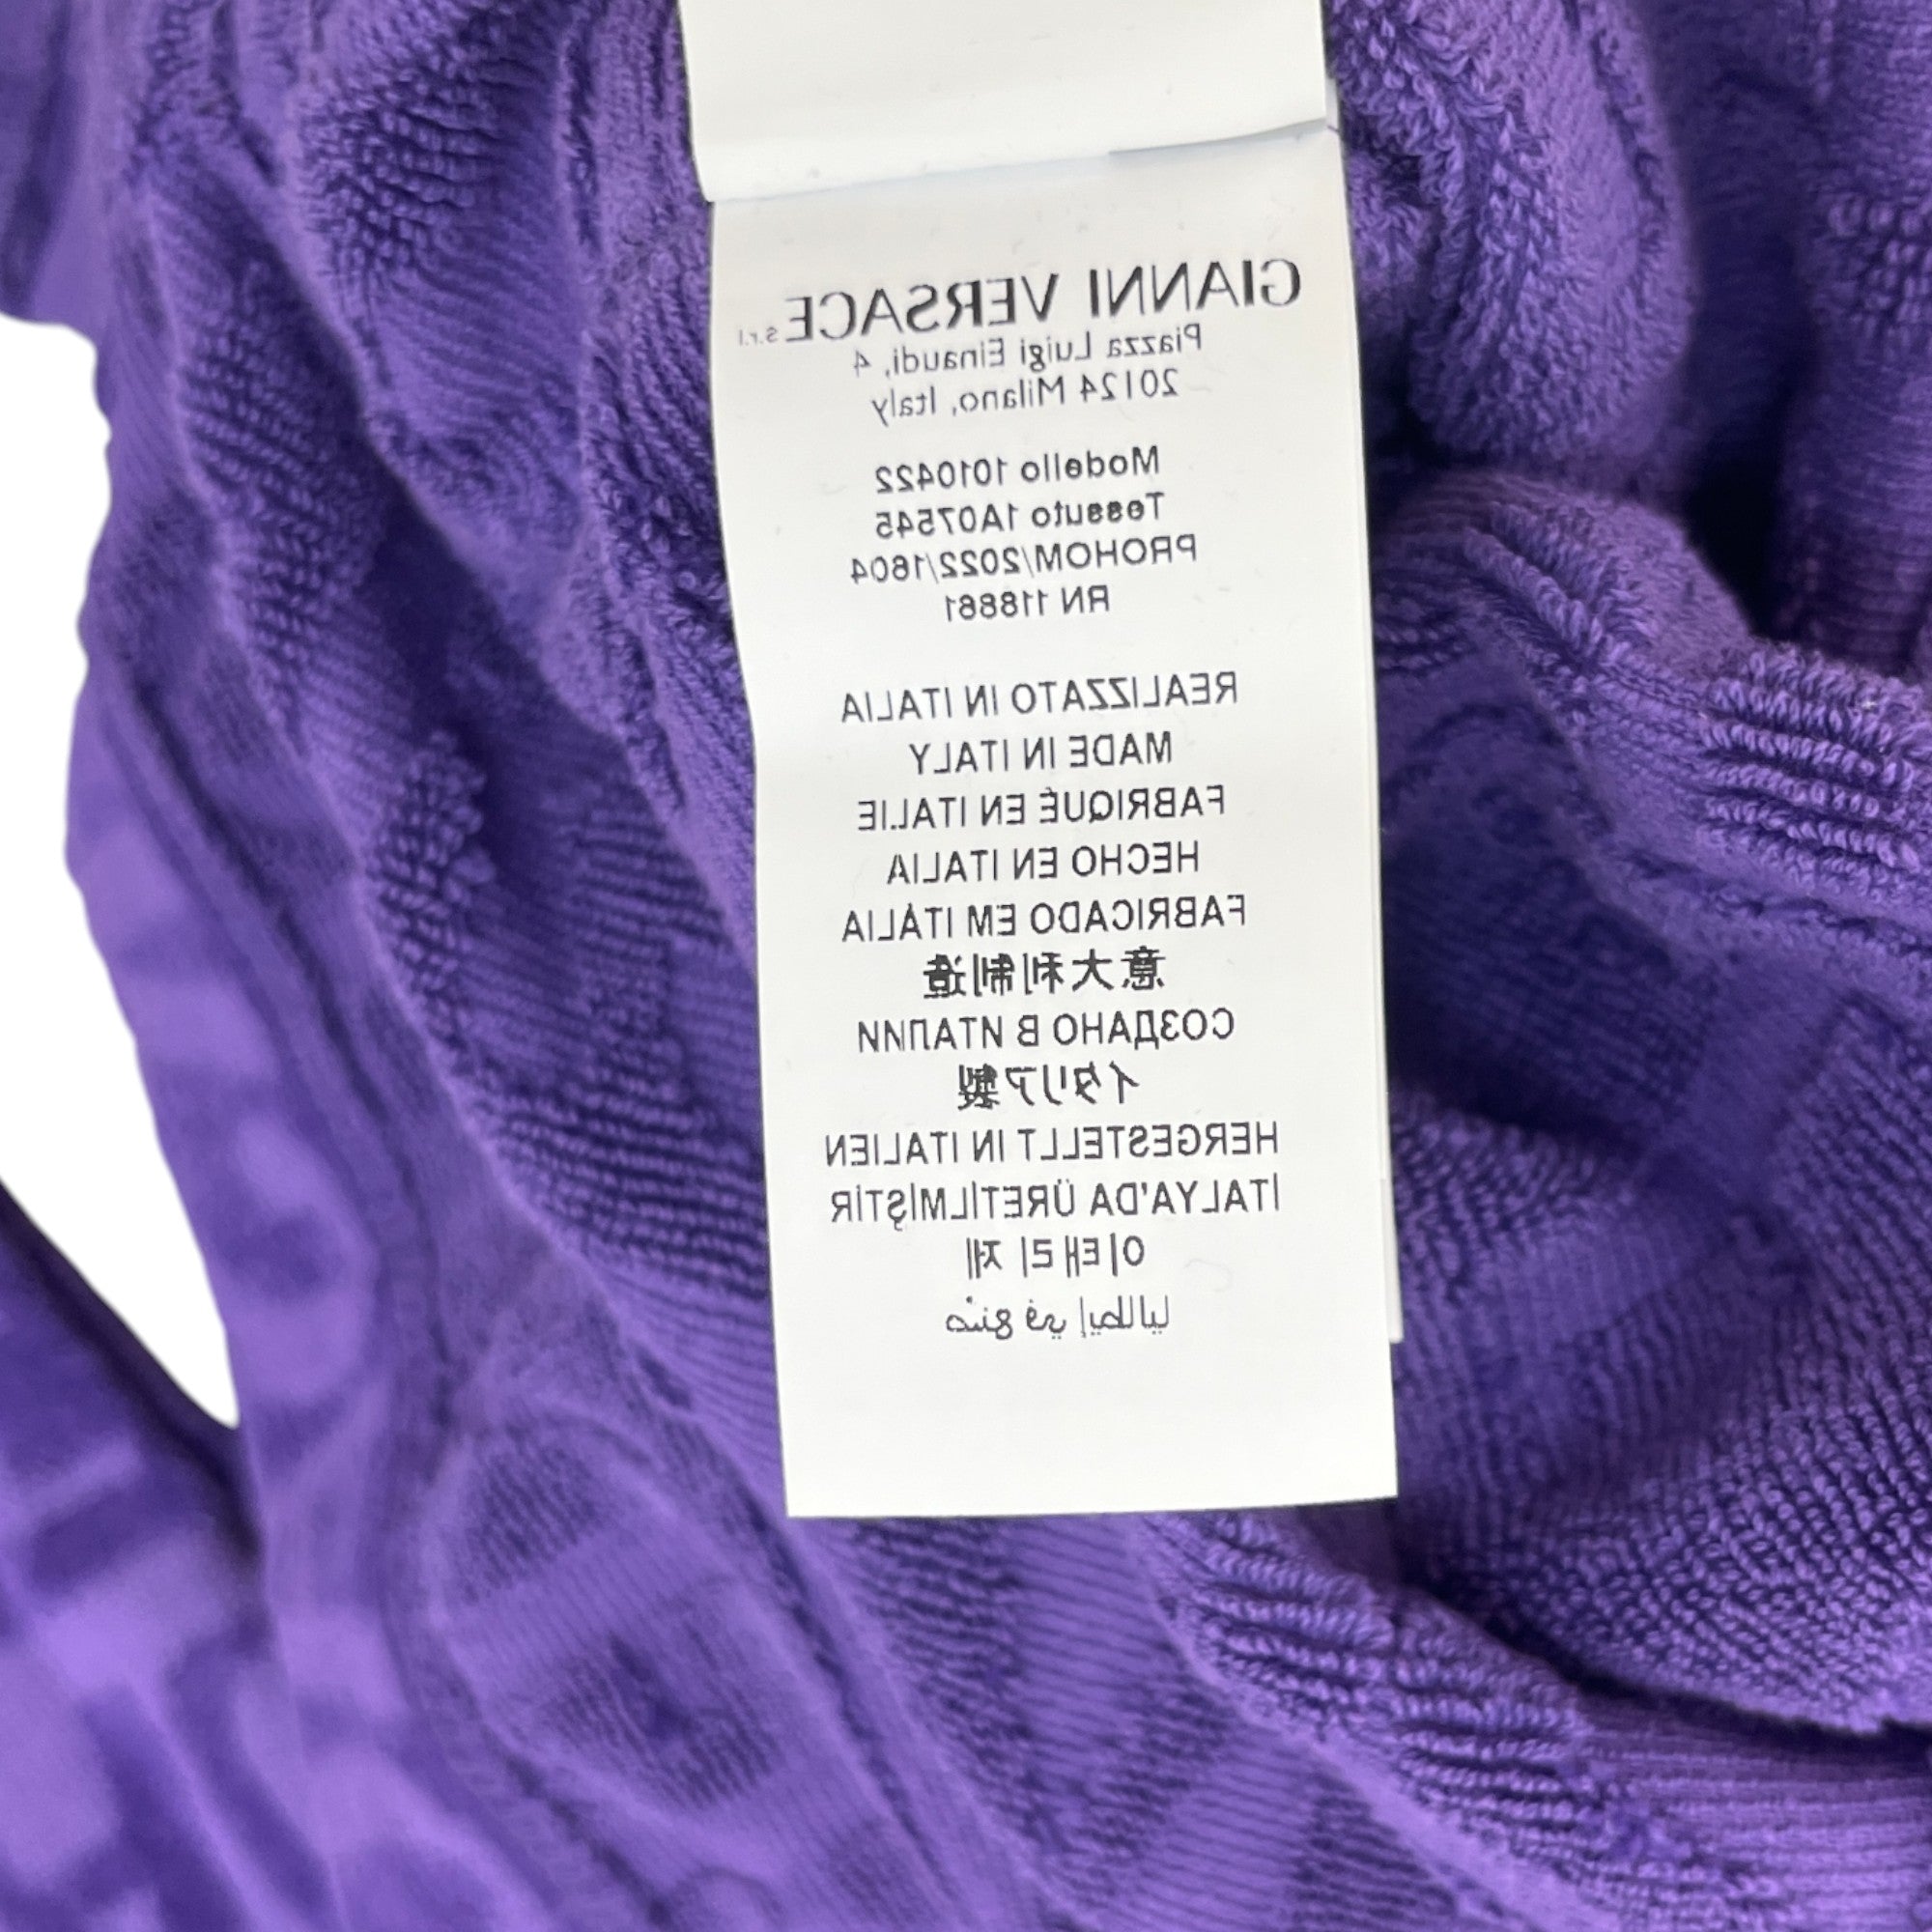 GIANNI VERSACE s.r.l.
Piazza Luigi Einaudi, 4
20124 Milano, Italy
Modello 1010422
Tessuto 1A07545
PROHOM/2022/1604
RN 118861
REALIZZATO IN ITALIA
MADE IN ITALY
FABRIQUÉ EN ITALIE
HECHO EN ITALIA
FABRICADO EM ITÁLIA
意大利制造
СОЗДАНО В ИТАЛИИ
イタリア製
HERGESTELLT IN ITALIEN
İTALYA'DA ÜRETİLMİŞTİR
이태리 제
صنع في إيطاليا